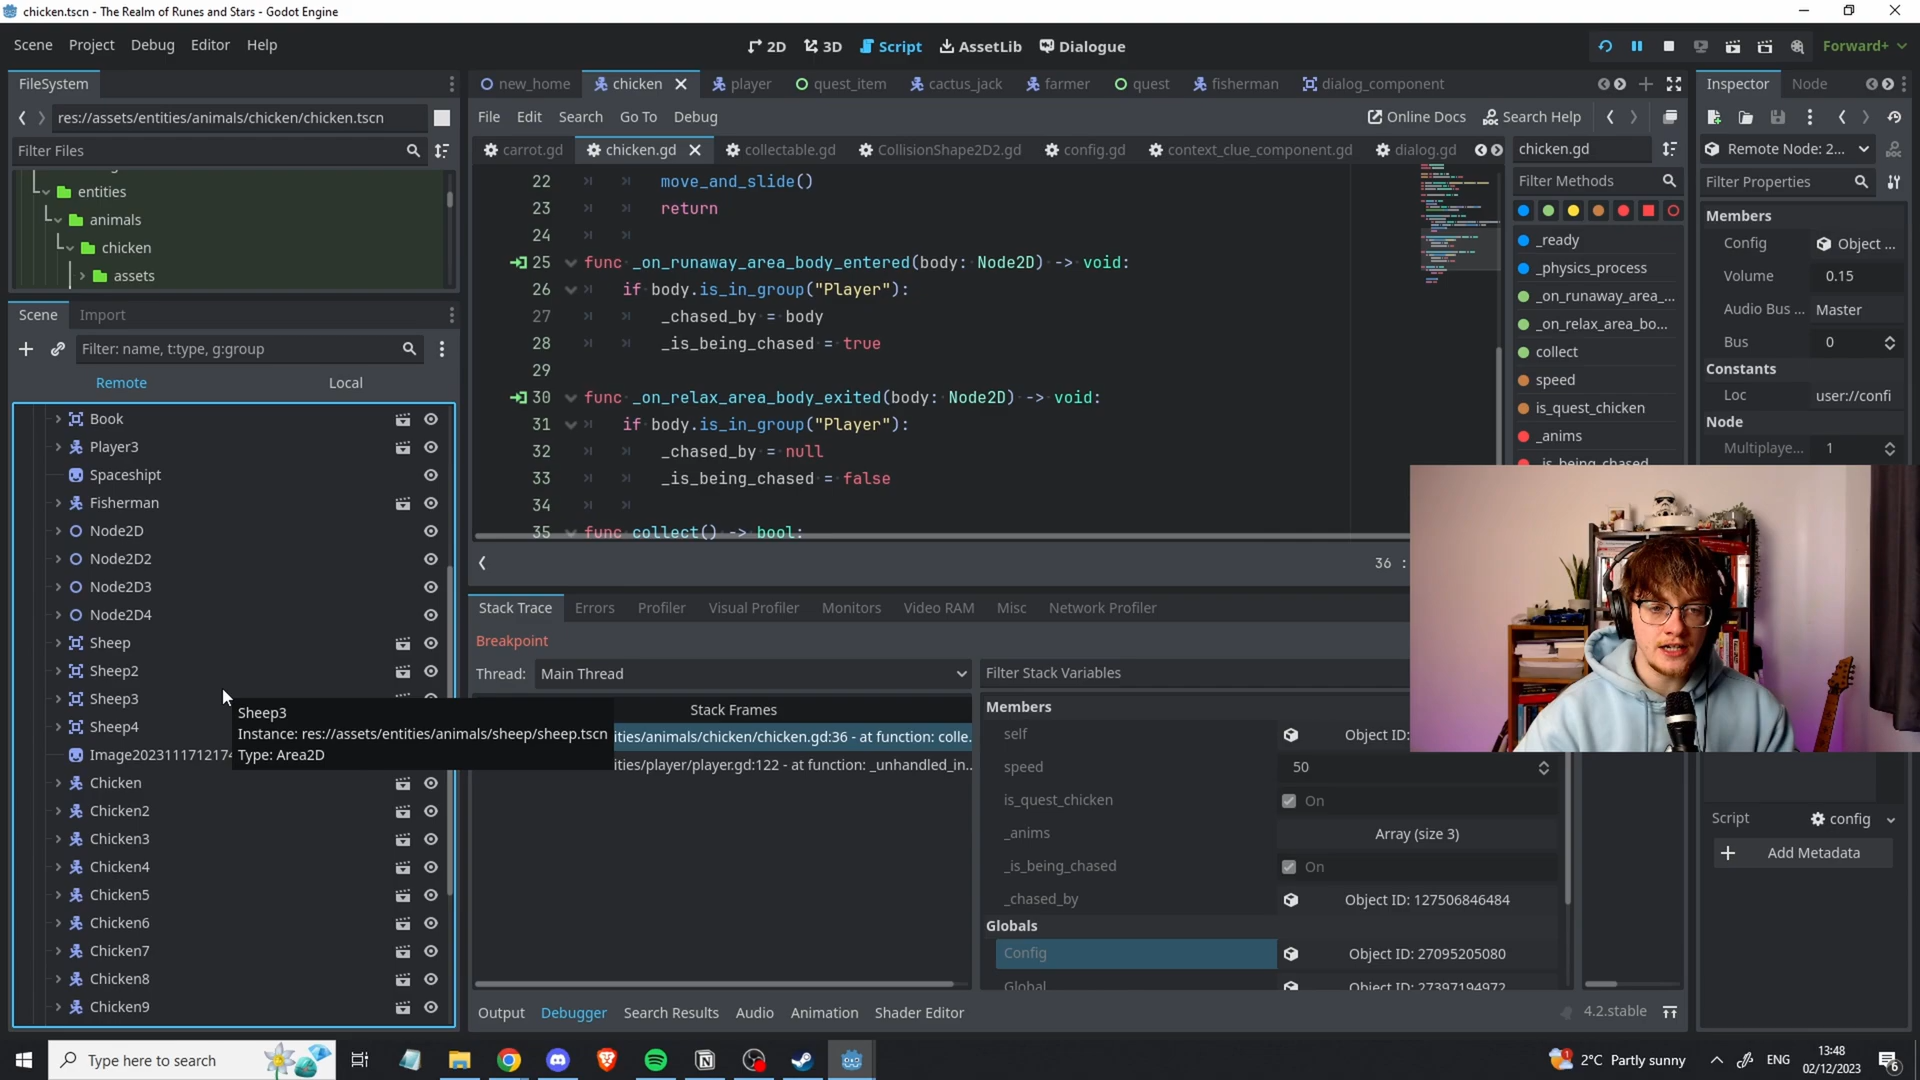 chicken.tscn - The Realm of Runes and Stars - Godot Engine
Scene Project Debug Editor Help
2D 3D Script AssetLib Dialogue
Forward+
FileSystem
new_home chicken player quest_item cactus_jack farmer quest fisherman dialog_component
Inspector Node
res://assets/entities/animals/chicken/chicken.tscn
File Edit Search Go To Debug
Online Docs Search Help
Filter Files
carrot.gd chicken.gd collectable.gd CollisionShape2D2.gd config.gd context_clue_component.gd dialog.gd
chicken.gd
Remote Node: 2...
Filter Methods
Filter Properties
entities
animals
chicken
assets
22 move_and_slide()
23 return
24
25 func _on_runaway_area_body_entered(body: Node2D) -> void:
26 if body.is_in_group("Player"):
27 _chased_by = body
28 _is_being_chased = true
29
30 func _on_relax_area_body_exited(body: Node2D) -> void:
31 if body.is_in_group("Player"):
32 _chased_by = null
33 _is_being_chased = false
34
35 func collect() -> bool:
36 :
_ready
_physics_process
_on_runaway_area_...
_on_relax_area_bo...
collect
speed
is_quest_chicken
_anims
_is_being_chased
Members
Config Object ...
Volume 0.15
Audio Bus ... Master
Bus 0
Constants
Loc user://confi
Node
Multiplaye... 1
Script config
Add Metadata
Scene Import
Filter: name, t:type, g:group
Remote Local
Book
Player3
Spaceshipt
Fisherman
Node2D
Node2D2
Node2D3
Node2D4
Sheep
Sheep2
Sheep3
Sheep4
Image2023111712174
Chicken
Chicken2
Chicken3
Chicken4
Chicken5
Chicken6
Chicken7
Chicken8
Chicken9
Sheep3
Instance: res://assets/entities/animals/sheep/sheep.tscn
Type: Area2D
Stack Trace Errors Profiler Visual Profiler Monitors Video RAM Misc Network Profiler
Breakpoint
Thread: Main Thread
Filter Stack Variables
Stack Frames
ities/animals/chicken/chicken.gd:36 - at function: colle...
ities/player/player.gd:122 - at function: _unhandled_in...
Members
self Object ID:
speed 50
is_quest_chicken On
_anims Array (size 3)
_is_being_chased On
_chased_by Object ID: 127506846484
Globals
Config Object ID: 27095205080
Global Object ID: 27397194972
Output Debugger Search Results Audio Animation Shader Editor
4.2.stable
Type here to search
2°C Partly sunny
ENG
13:48
02/12/2023
6